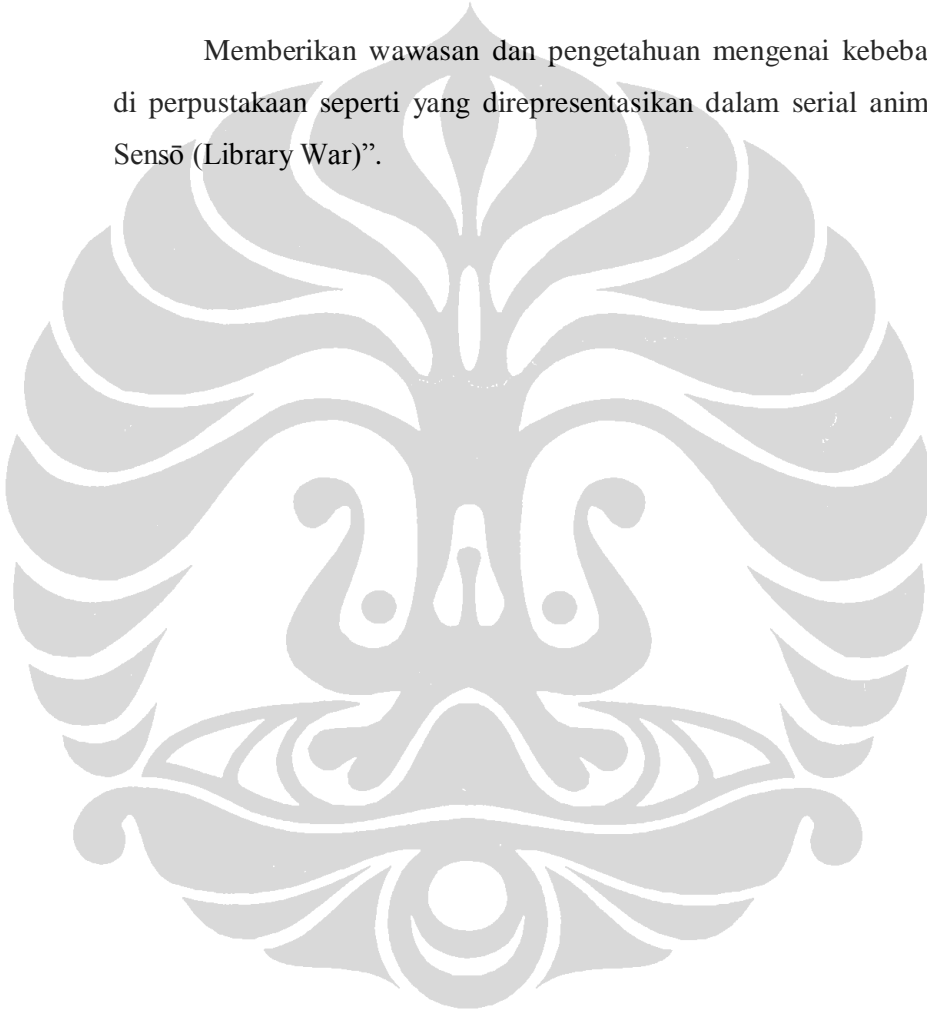 Memberikan wawasan dan pengetahuan mengenai kebeba
di perpustakaan seperti yang direpresentasikan dalam serial anim
Sensō (Library War)”.